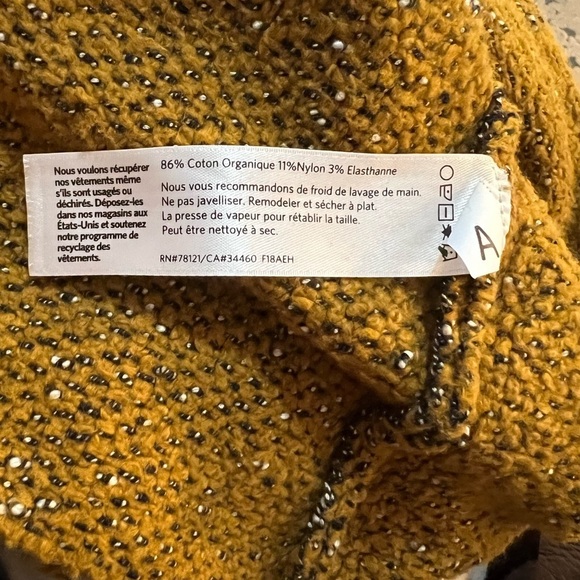 Nous voulons récupérer
nos vêtements même
s'ils sont usagés ou
déchirés. Déposez-les
dans nos magasins aux
États-Unis et soutenez
notre programme de
recyclage des
vêtements.
86% Coton Organique 11%Nylon 3% Elasthanne
Nous vous recommandons de froid de lavage de main.
Ne pas javelliser. Remodeler et sécher à plat.
La presse de vapeur pour rétablir la taille.
Peut être nettoyé à sec.
RN#78121/CA#34460 F18AEH
A